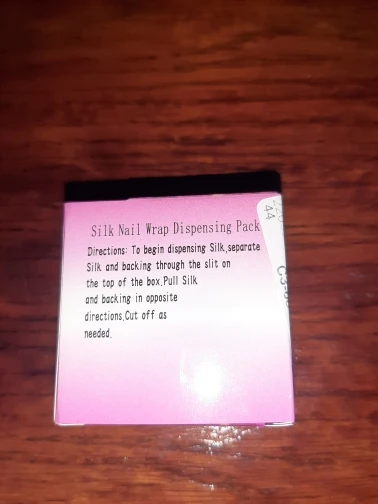 Silk Nail Wrap Dispensing Pack
Directions: To begin dispensing Silk,separate
Silk and backing through the slit on
the top of the box.Pull Silk
and backing in opposite
directions.Cut off as
needed.
44